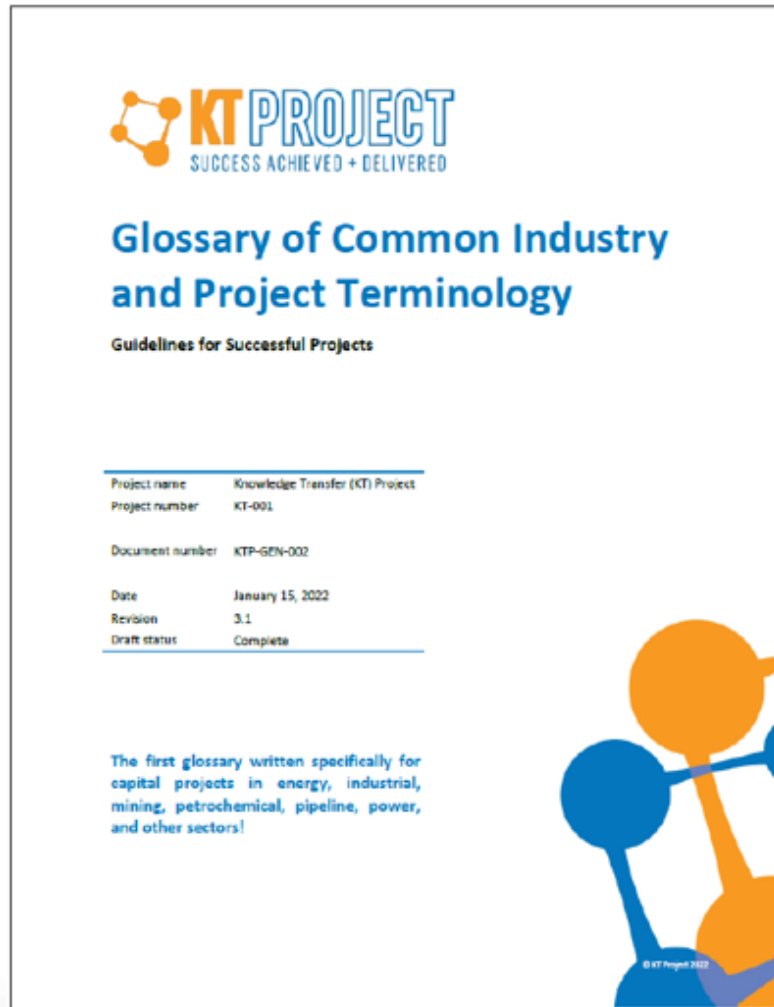 KT PROJECT
SUCCESS ACHIEVED + DELIVERED
Glossary of Common Industry
and Project Terminology
Guidelines for Successful Projects
Project name Knowledge Transfer (KT) Project
Project number KT-001
Document number KTP-GEN-002
Date January 15, 2022
Revision 3.1
Draft status Complete
The first glossary written specifically for
capital projects in energy, industrial,
mining, petrochemical, pipeline, power,
and other sectors!
© KT Project 2022